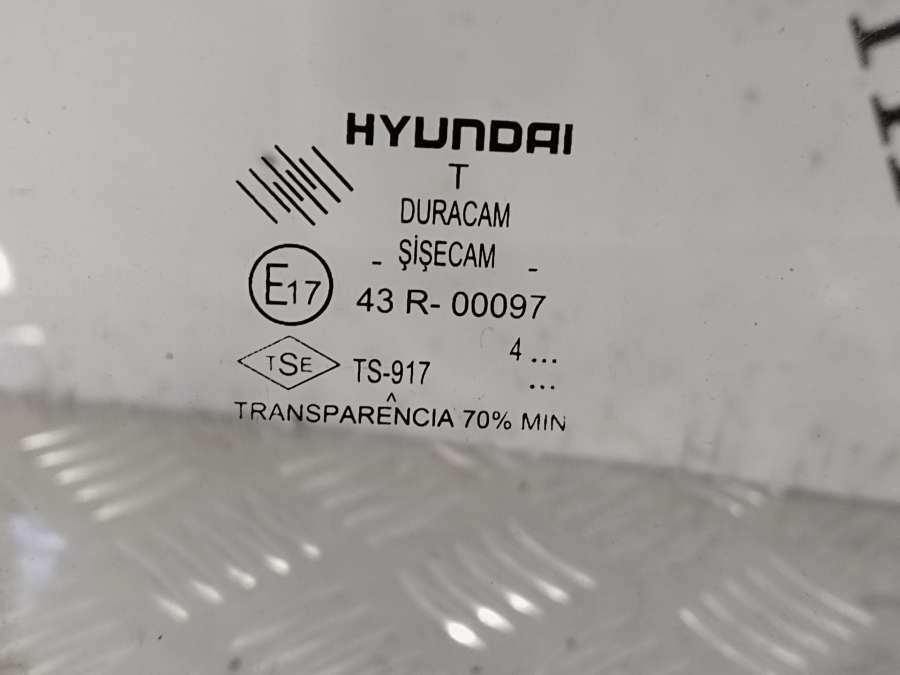 HYUNDAI
T
DURACAM
- ŞİŞECAM -
E17 43 R- 00097
4 ...
TSE TS-917
...
TRANSPARÊNCIA 70% MIN